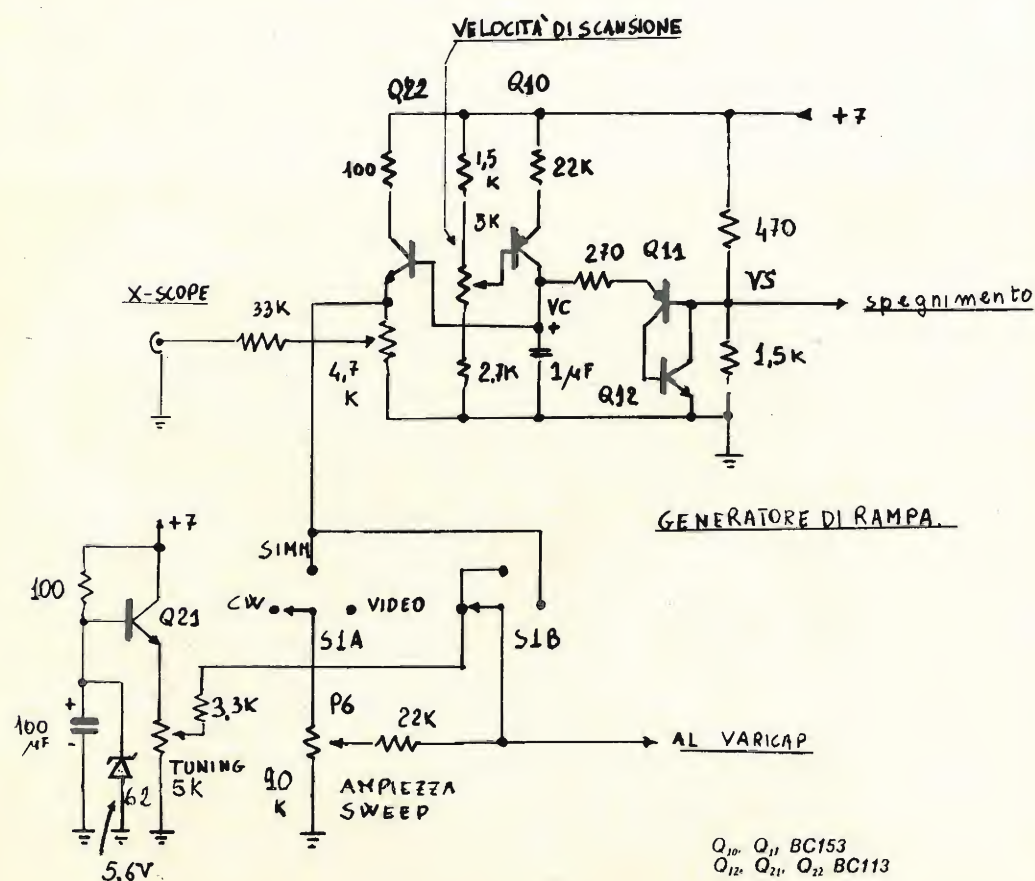 VELOCITÀ DI SCANSIONE
Q22
Q10
+7
100
1,5
K
22K
5K
470
270
Q11
VS
spegnimento
X-SCOPE
33K
VC
+
4,7
K
2,7K
1µF
Q12
1,5K
GENERATORE DI RAMPA.
+7
SIMM
100
Q21
CW
VIDEO
S1A
S1B
+
100
µF
-
3,3K
P6
22K
AL VARICAP
TUNING
5K
10
K
AMPIEZZA
SWEEP
62
5,6V
Q10, Q11 BC153
Q12, Q21, Q22 BC113